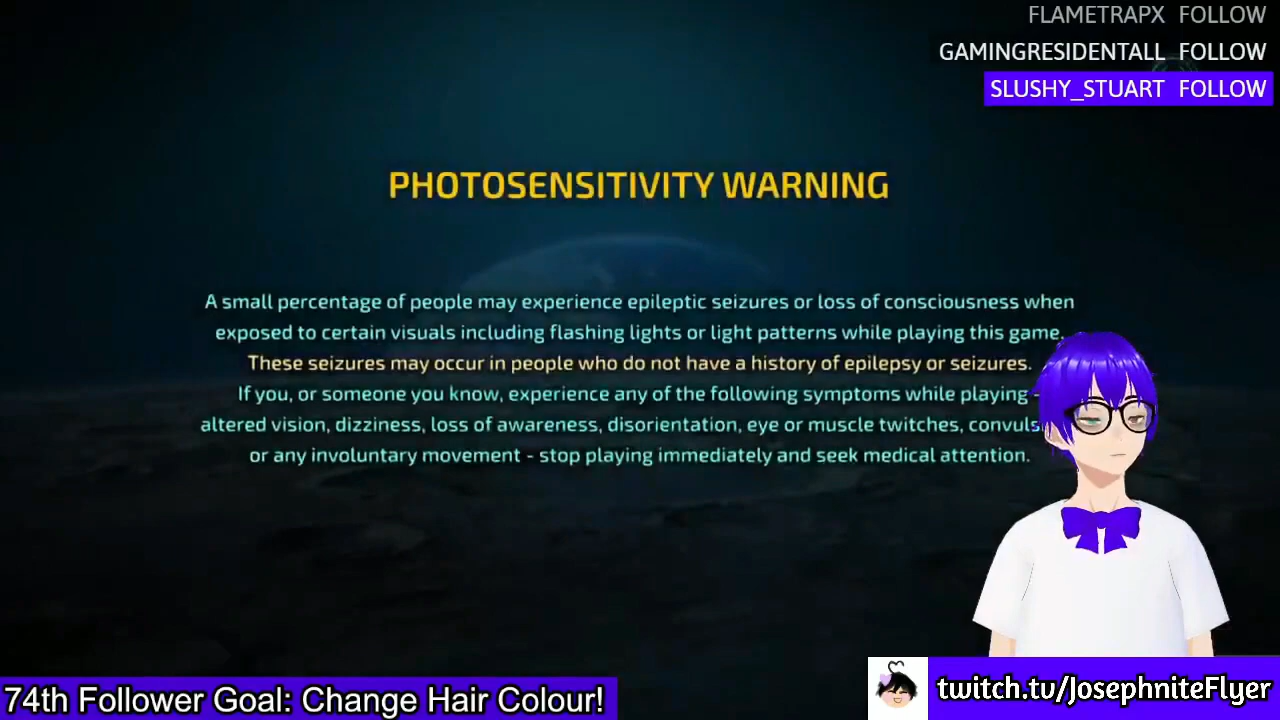 FLAMETRAPX FOLLOW
GAMINGRESIDENTALL FOLLOW
SLUSHY_STUART FOLLOW
PHOTOSENSITIVITY WARNING
A small percentage of people may experience epileptic seizures or loss of consciousness when
exposed to certain visuals including flashing lights or light patterns while playing this game.
These seizures may occur in people who do not have a history of epilepsy or seizures.
If you, or someone you know, experience any of the following symptoms while playing -
altered vision, dizziness, loss of awareness, disorientation, eye or muscle twitches,
or any involuntary movement - stop playing immediately and seek medical attention.
74th Follower Goal: Change Hair Colour!
twitch.tv/JosephniteFlyer